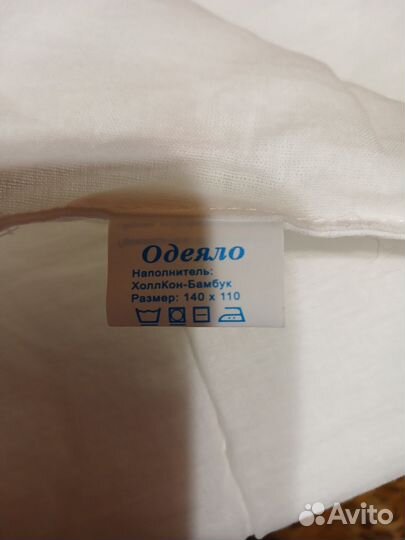 Одеяло
Наполнитель:
ХоллКон-Бамбук
Размер: 140 х 110
Avito